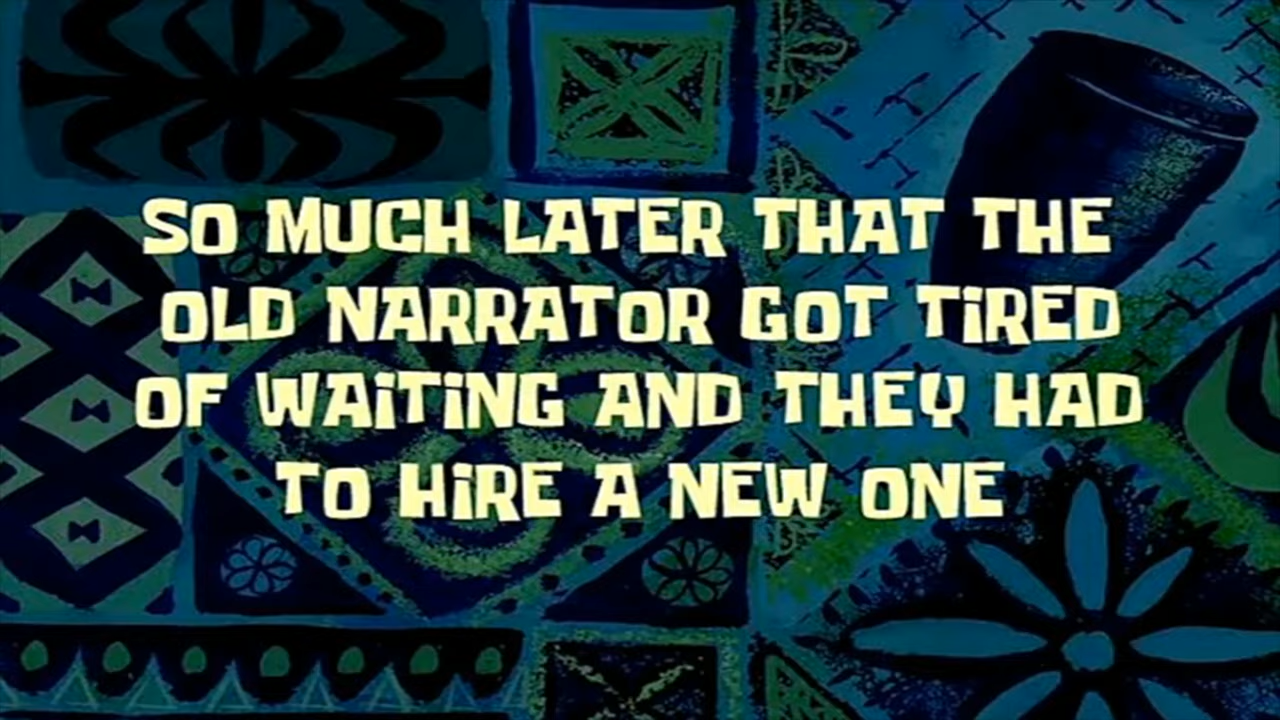 SO MUCH LATER THAT THE
OLD NARRATOR GOT TiRED
OF WAiTiNG AND THEY HAD
TO HiRE A NEW ONE